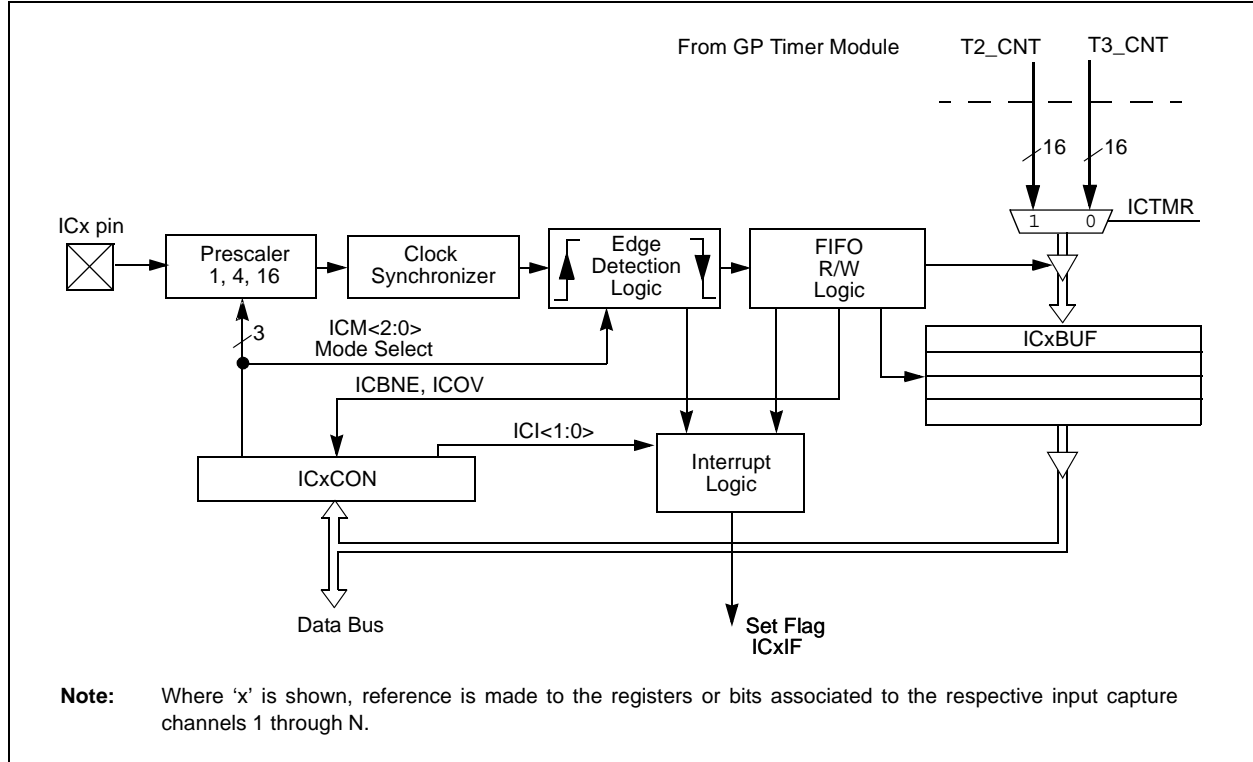 From GP Timer Module T2_CNT T3_CNT
16 16
ICx pin
1 0 ICTMR
Prescaler
1, 4, 16
Clock
Synchronizer
Edge
Detection
Logic
FIFO
R/W
Logic
3
ICM<2:0>
Mode Select
ICxBUF
ICBNE, ICOV
ICI<1:0>
ICxCON
Interrupt
Logic
Data Bus
Set Flag
ICxIF
Note: Where ‘x’ is shown, reference is made to the registers or bits associated to the respective input capture
channels 1 through N.